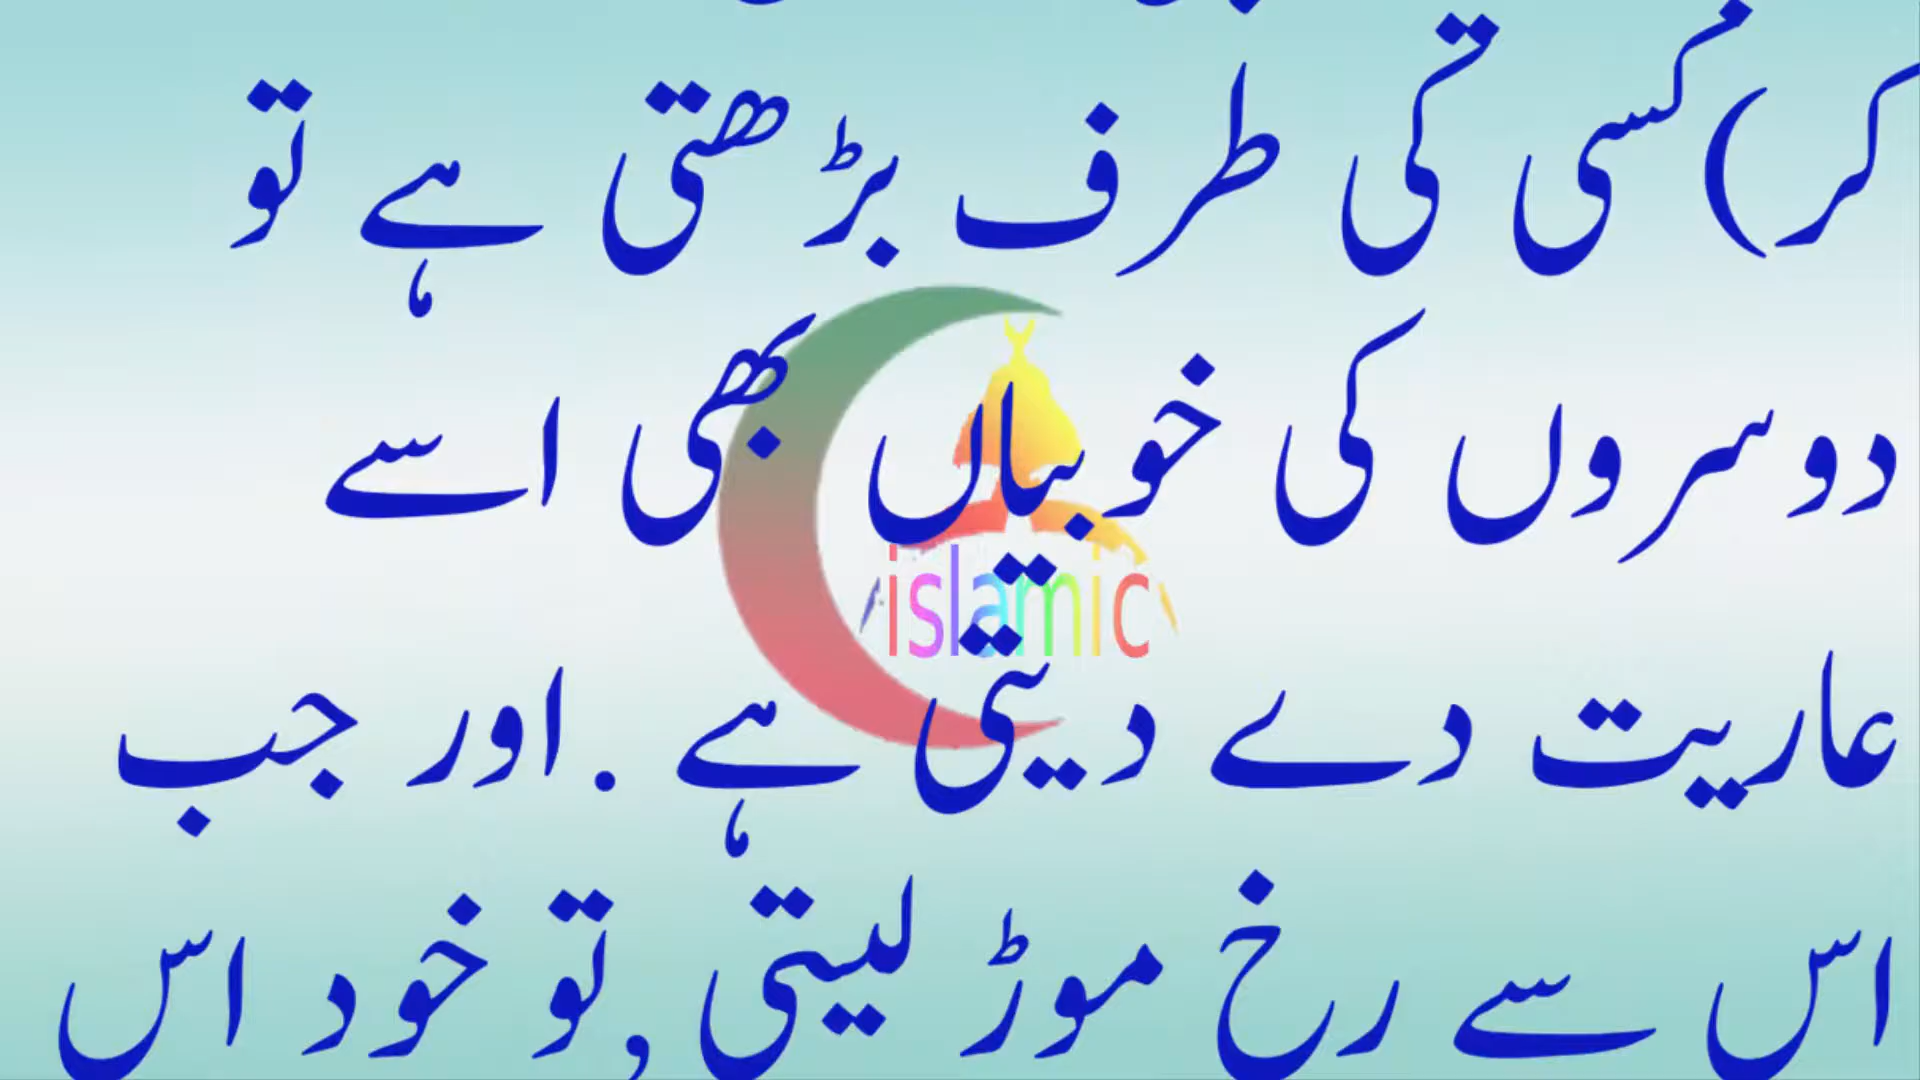 کر)کسی کی طرف بڑھتی ہے تو
دوسروں کی خوبیاں بھی اسے
islamic
عاریت دے دیتی ہے .اور جب
اس سے رخ موڑ لیتی ,تو خود اس